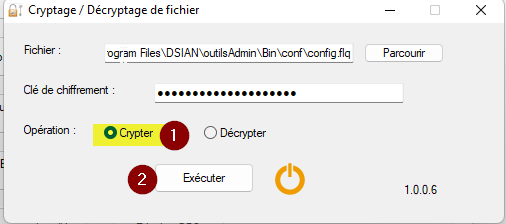 Cryptage / Décryptage de fichier
Fichier : rogram Files\DSIAN\outilsAdmin\Bin\conf\config.flq Parcourir
Clé de chiffrement : ••••••••••••••••••••
Opération : Crypter 1 Décrypter
2 Exécuter
1.0.0.6